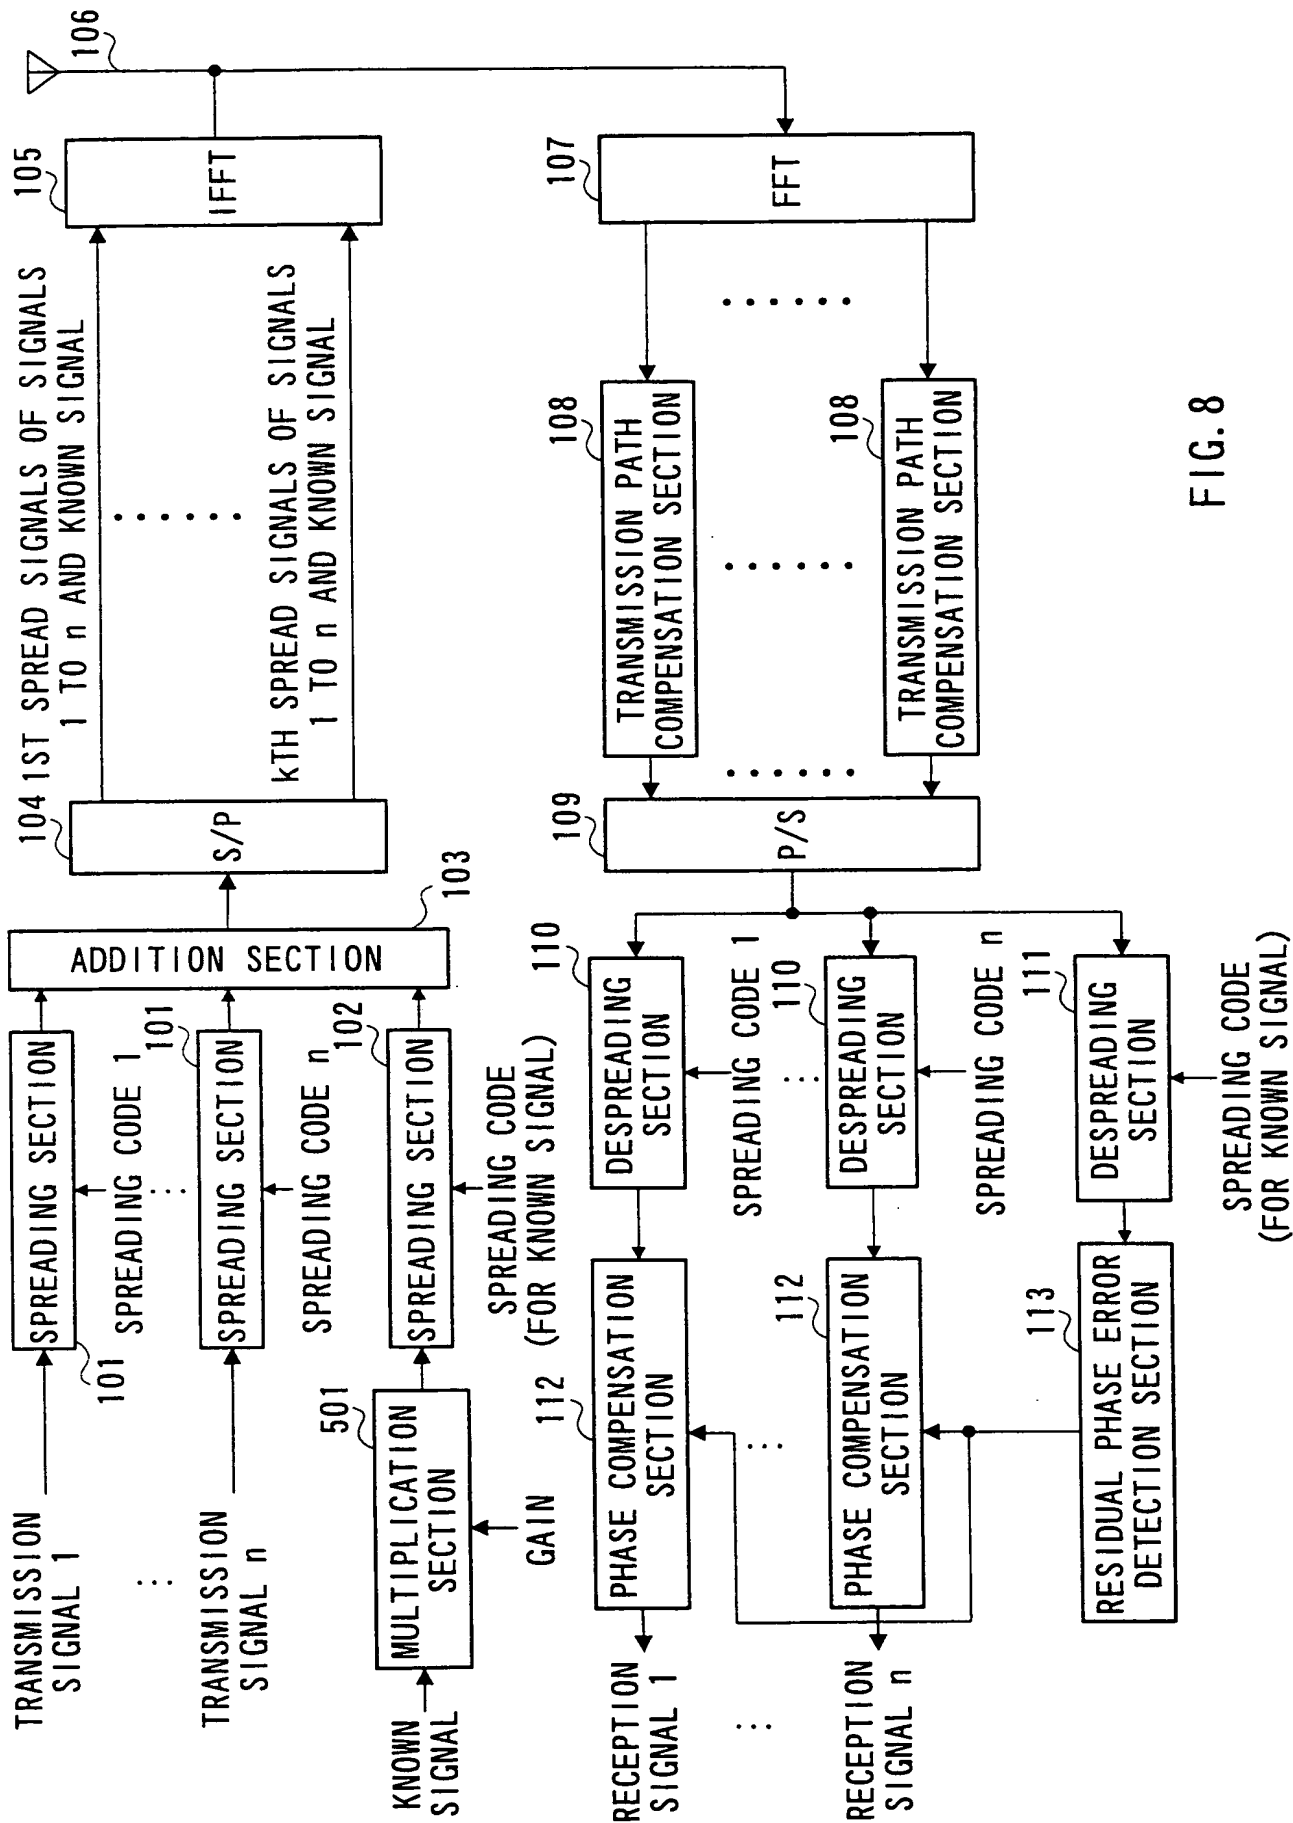 TRANSMISSION
SIGNAL 1
101
SPREADING SECTION
SPREADING CODE 1
TRANSMISSION
SIGNAL n
101
SPREADING SECTION
SPREADING CODE n
KNOWN
SIGNAL
501
MULTIPLICATION
SECTION
GAIN
102
SPREADING SECTION
SPREADING CODE
(FOR KNOWN SIGNAL)
ADDITION SECTION
103
104
S/P
1ST SPREAD SIGNALS OF SIGNALS
1 TO n AND KNOWN SIGNAL
kTH SPREAD SIGNALS OF SIGNALS
1 TO n AND KNOWN SIGNAL
105
IFFT
106
RECEPTION
SIGNAL 1
112
PHASE COMPENSATION
SECTION
110
DESPREADING
SECTION
SPREADING CODE 1
RECEPTION
SIGNAL n
112
PHASE COMPENSATION
SECTION
110
DESPREADING
SECTION
SPREADING CODE n
113
RESIDUAL PHASE ERROR
DETECTION SECTION
111
DESPREADING
SECTION
SPREADING CODE
(FOR KNOWN SIGNAL)
109
P/S
108
TRANSMISSION PATH
COMPENSATION SECTION
108
TRANSMISSION PATH
COMPENSATION SECTION
107
FFT
FIG. 8